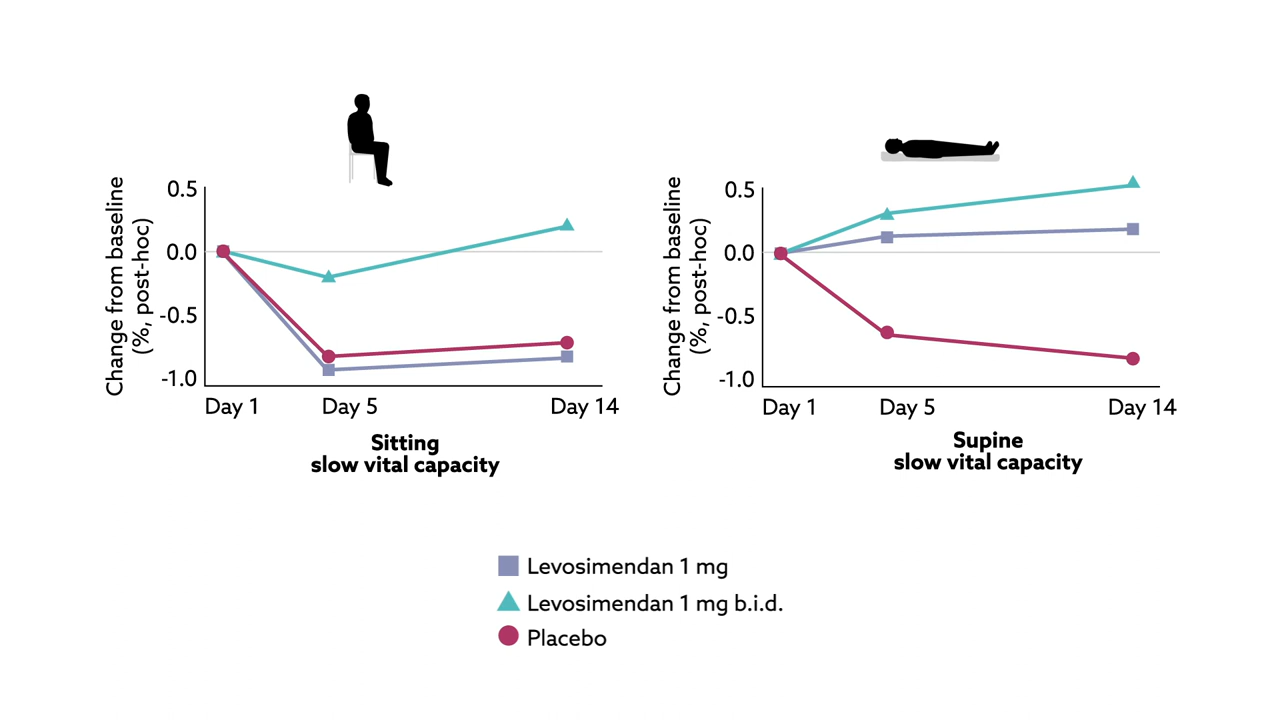 Change from baseline
(%, post-hoc)
0.5
0.0
-0.5
-1.0
Day 1
Day 5
Day 14
Sitting
slow vital capacity
Change from baseline
(%, post-hoc)
0.5
0.0
-0.5
-1.0
Day 1
Day 5
Day 14
Supine
slow vital capacity
Levosimendan 1 mg
Levosimendan 1 mg b.i.d.
Placebo